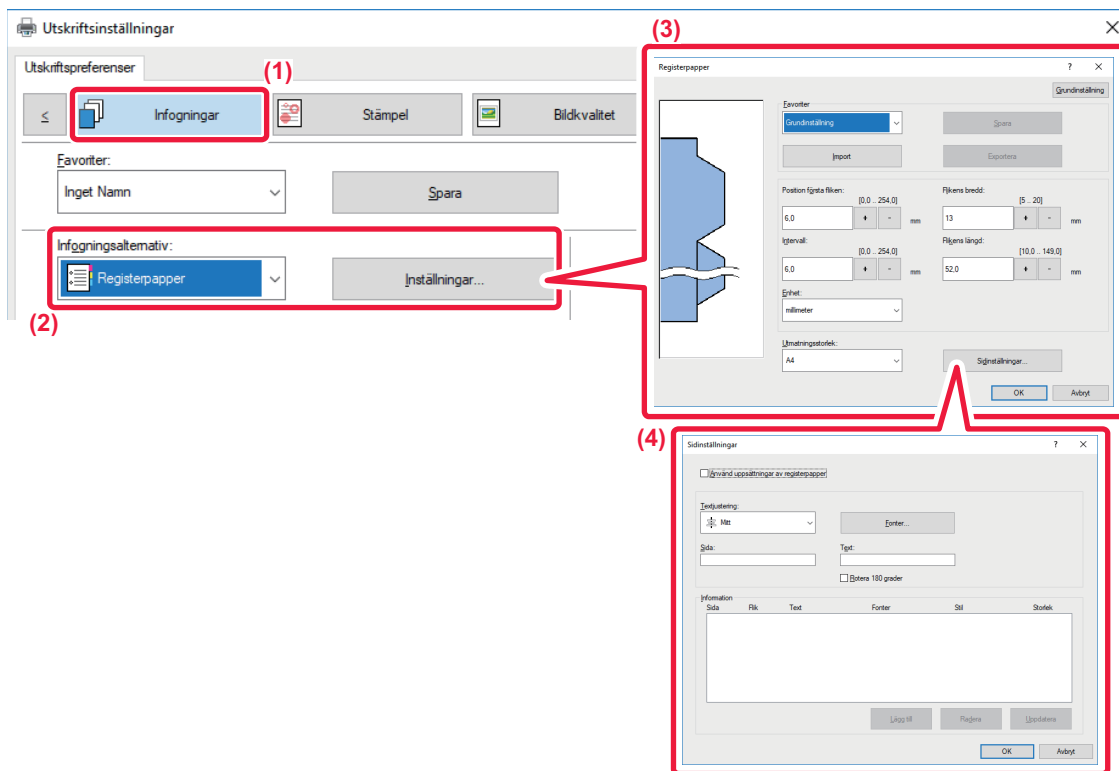 Utskriftsinställningar
Utskriftspreferenser
(1)
≤ Infogningar Stämpel Bildkvalitet
Favoriter:
Inget Namn Spara
Infogningsalternativ:
Registerpapper Inställningar...
(2)
(3)
Registerpapper ? ×
Grundinställning
Favoriter
Grundinställning Spara
Import Exportera
Position första fliken: Flikens bredd:
[0,0 .. 254,0] [5 .. 20]
6,0 + - mm 13 + - mm
Intervall: Flikens längd:
[0,0 .. 254,0] [10,0 .. 149,0]
6,0 + - mm 52,0 + - mm
Enhet:
millimeter
Utmatningsstorlek:
A4 Sidinställningar...
OK Avbryt
(4)
Sidinställningar ? ×
Använd uppsättningar av registerpapper
Textjustering:
Mitt Fonter...
Sida: Text:
Rotera 180 grader
Information
Sida Flik Text Fonter Stil Storlek
Lägg till Radera Uppdatera
OK Avbryt